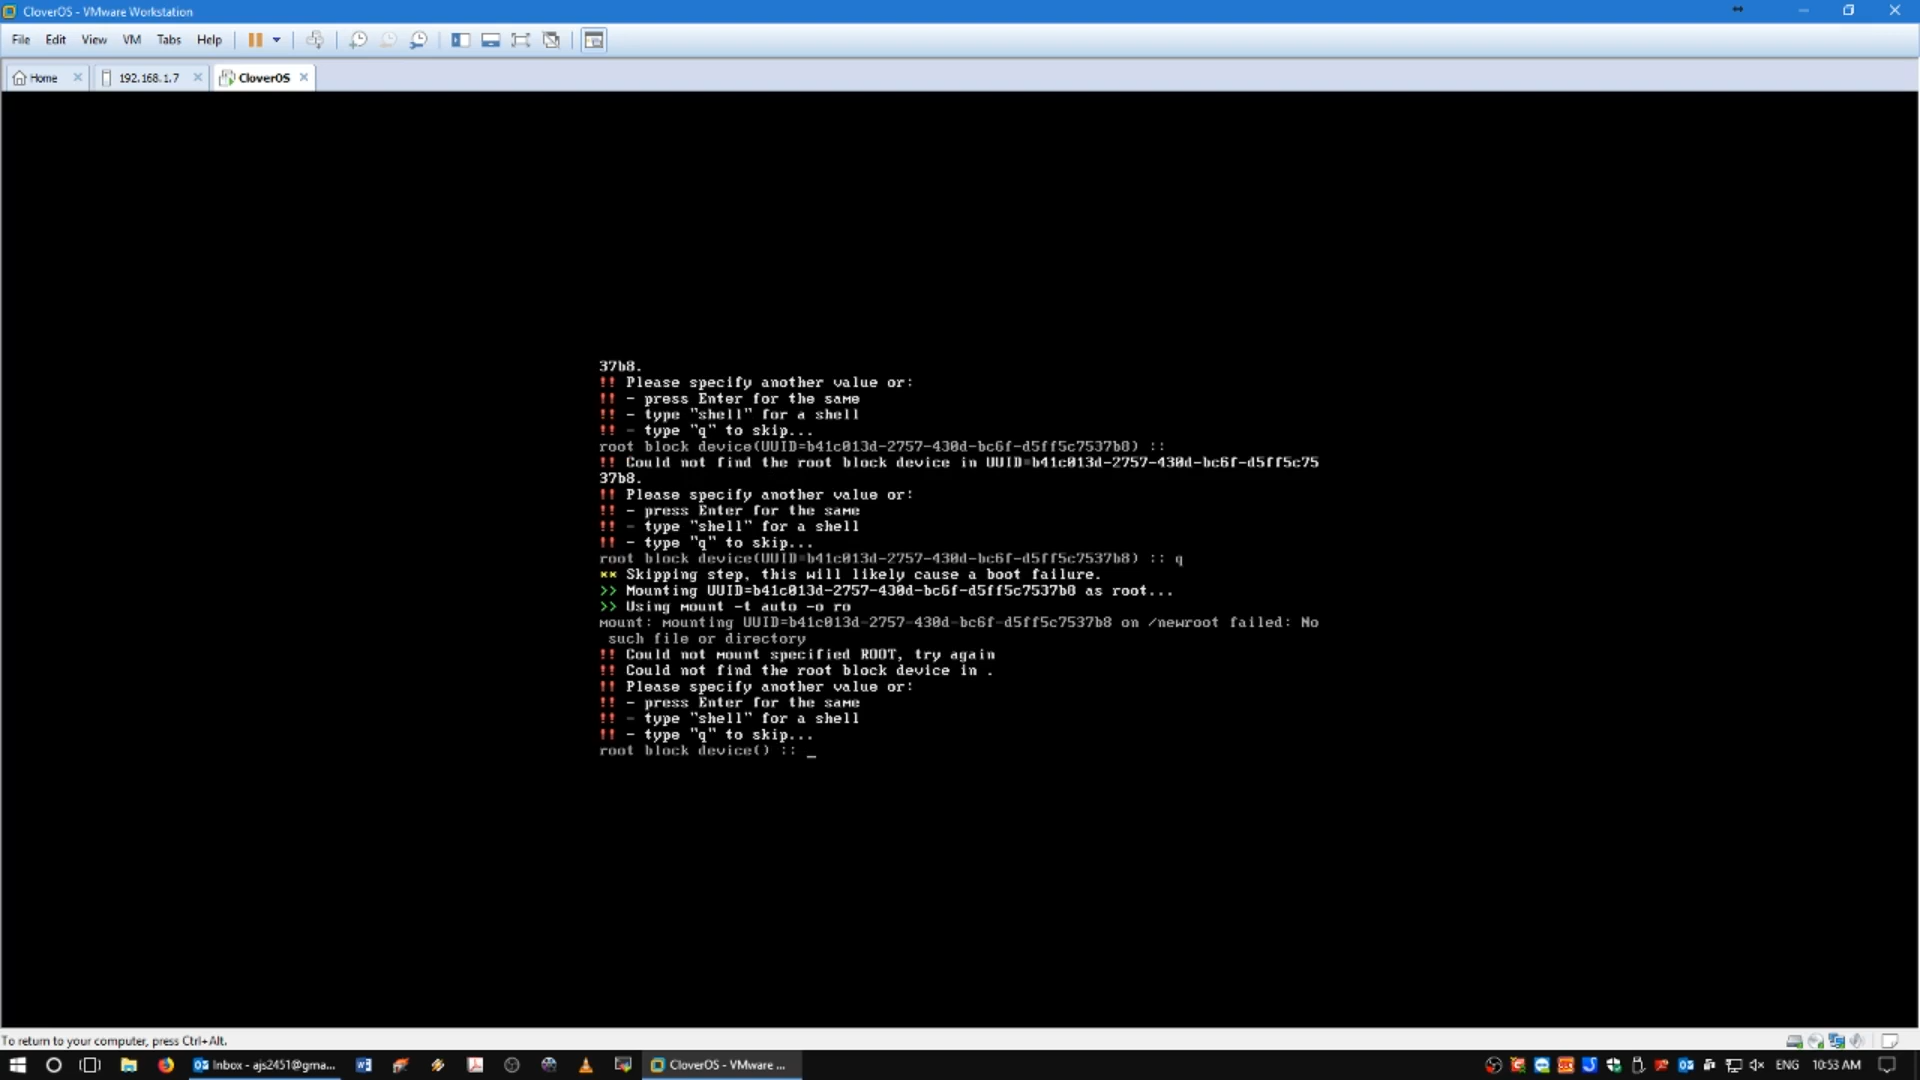 CloverOS - VMware Workstation
File Edit View VM Tabs Help
Home 192.168.1.7 CloverOS
37b8.
!! Please specify another value or:
!! - press Enter for the same
!! - type "shell" for a shell
!! - type "q" to skip...
root block device(UUID=b41c013d-2757-430d-bc6f-d5ff5c7537b8) ::
!! Could not find the root block device in UUID=b41c013d-2757-430d-bc6f-d5ff5c75
37b8.
!! Please specify another value or:
!! - press Enter for the same
!! - type "shell" for a shell
!! - type "q" to skip...
root block device(UUID=b41c013d-2757-430d-bc6f-d5ff5c7537b8) :: q
** Skipping step, this will likely cause a boot failure.
>> Mounting UUID=b41c013d-2757-430d-bc6f-d5ff5c7537b8 as root...
>> Using mount -t auto -o ro
mount: mounting UUID=b41c013d-2757-430d-bc6f-d5ff5c7537b8 on /newroot failed: No
such file or directory
!! Could not mount specified ROOT, try again
!! Could not find the root block device in .
!! Please specify another value or:
!! - press Enter for the same
!! - type "shell" for a shell
!! - type "q" to skip...
root block device() :: _
To return to your computer, press Ctrl+Alt.
Inbox - ajs2451@gma... CloverOS - VMware ... ENG 10:53 AM